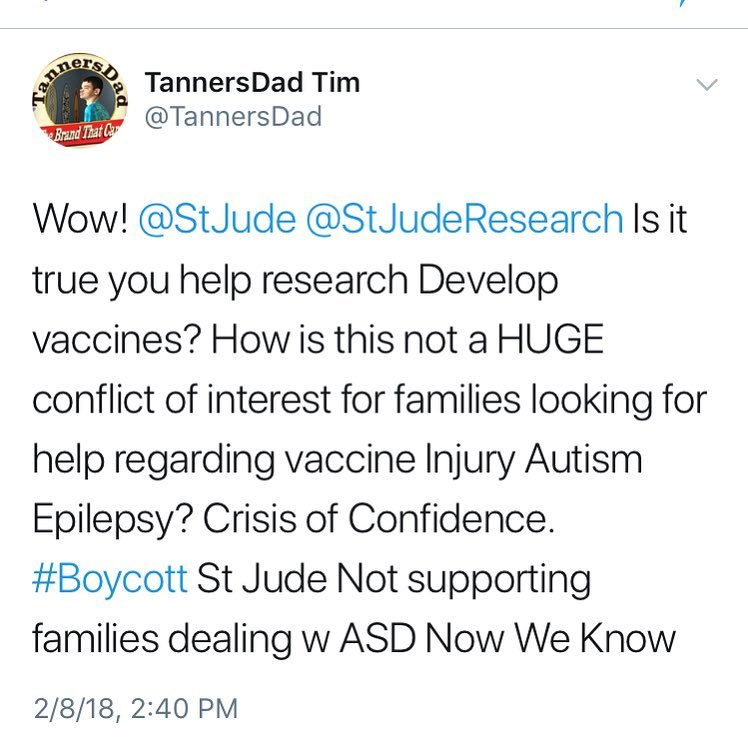 TannersDad
e Brand That Ca
TannersDad Tim
@TannersDad
Wow! @StJude @StJudeResearch Is it
true you help research Develop
vaccines? How is this not a HUGE
conflict of interest for families looking for
help regarding vaccine Injury Autism
Epilepsy? Crisis of Confidence.
#Boycott St Jude Not supporting
families dealing w ASD Now We Know
2/8/18, 2:40 PM